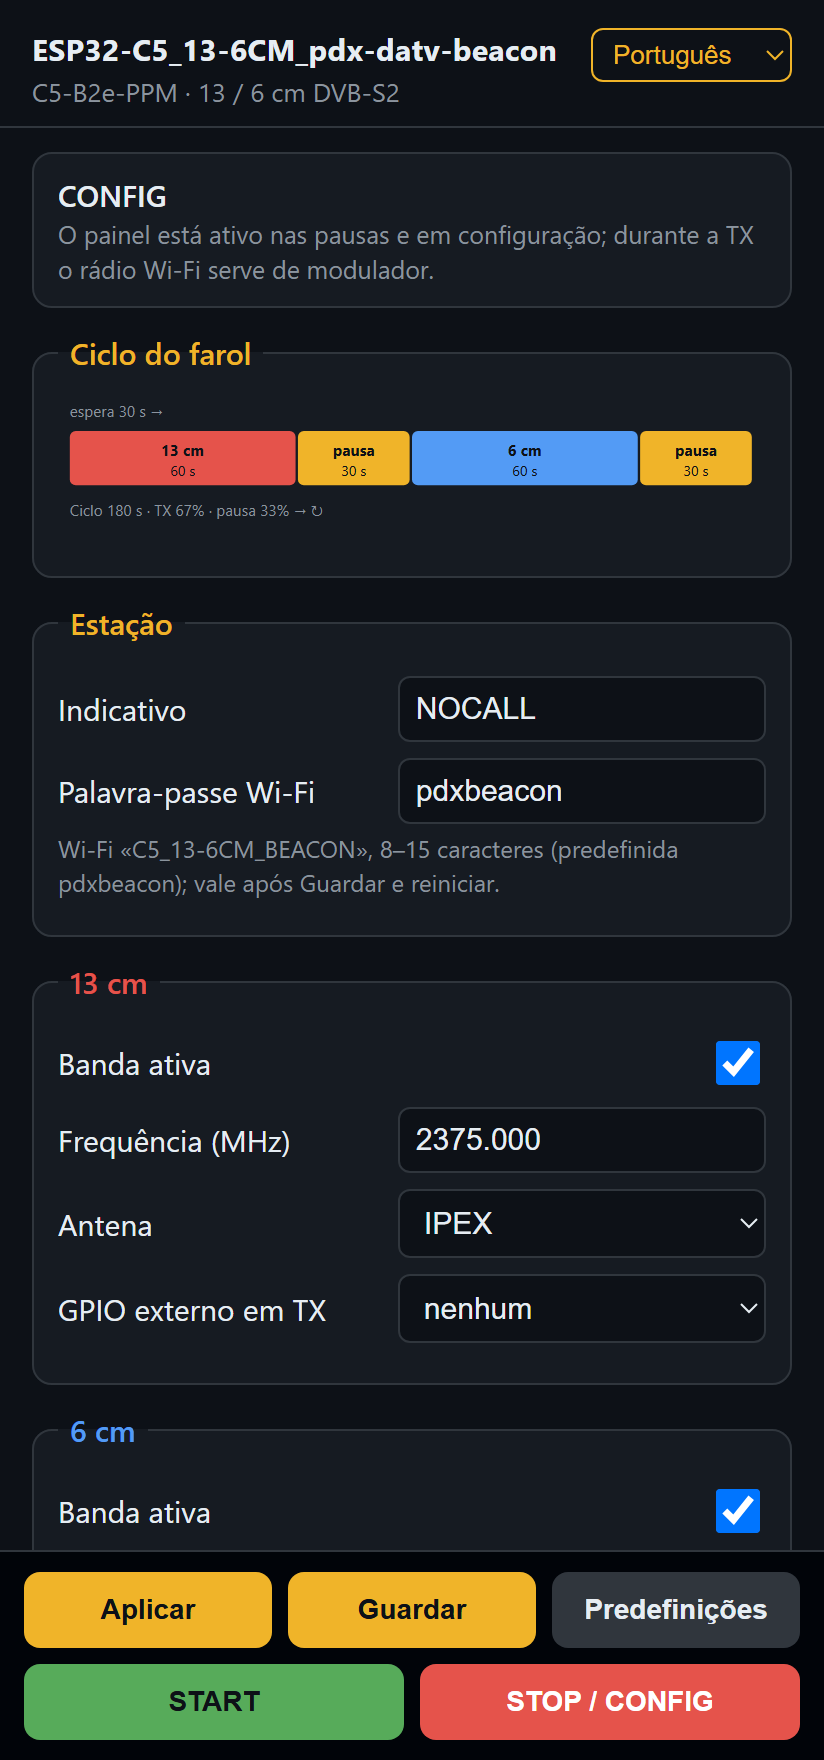 ESP32-C5_13-6CM_pdx-datv-beacon
Português
C5-B2e-PPM · 13 / 6 cm DVB-S2
CONFIG
O painel está ativo nas pausas e em configuração; durante a TX
o rádio Wi-Fi serve de modulador.
Ciclo do farol
espera 30 s →
13 cm
60 s
pausa
30 s
6 cm
60 s
pausa
30 s
Ciclo 180 s · TX 67% · pausa 33% → ↻
Estação
Indicativo
NOCALL
Palavra-passe Wi-Fi
pdxbeacon
Wi-Fi «C5_13-6CM_BEACON», 8–15 caracteres (predefinida
pdxbeacon); vale após Guardar e reiniciar.
13 cm
Banda ativa
Frequência (MHz)
2375.000
Antena
IPEX
GPIO externo em TX
nenhum
6 cm
Banda ativa
Aplicar
Guardar
Predefinições
START
STOP / CONFIG